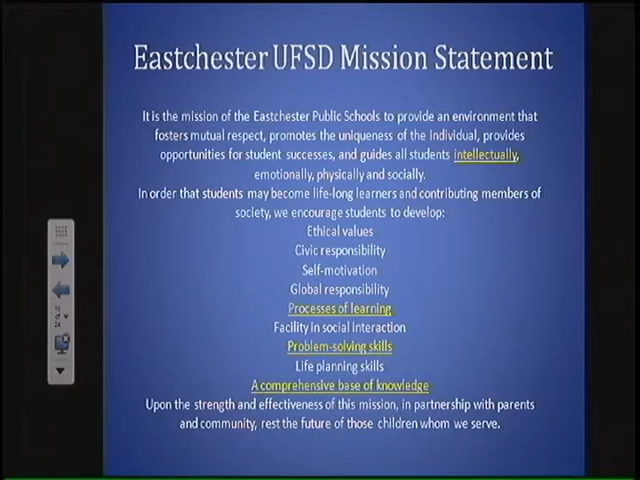 Eastchester UFSD Mission Statement
It is the mission of the Eastchester Public Schools to provide an environment that
fosters mutual respect, promotes the uniqueness of the individual, provides
opportunities for student successes, and guides all students intellectually,
emotionally, physically and socially.
In order that students may become life-long learners and contributing members of
society, we encourage students to develop:
Ethical values
Civic responsibility
Self-motivation
Global responsibility
Processes of learning
Facility in social interaction
Problem-solving skills
Life planning skills
A comprehensive base of knowledge
Upon the strength and effectiveness of this mission, in partnership with parents
and community, rest the future of those children whom we serve.